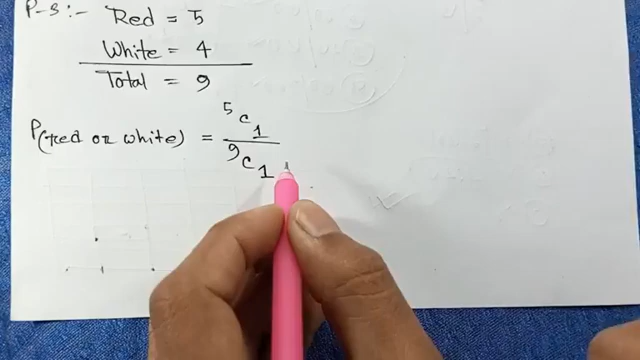 P-3:- Red = 5
White = 4
Total = 9
P(red or white) = ⁵C₁ / ⁹C₁